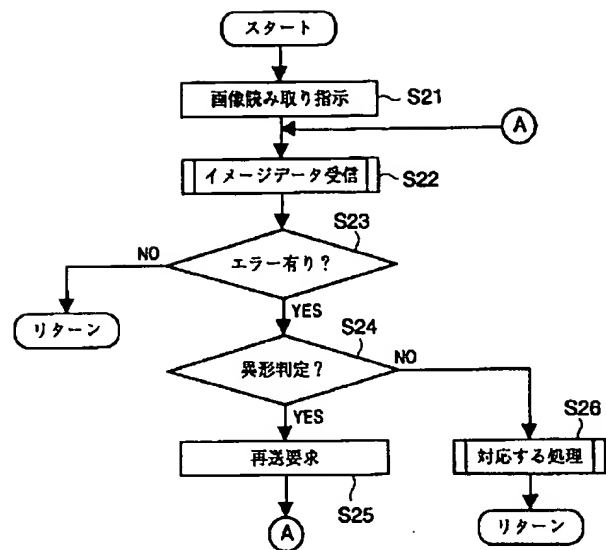 スタート
画像読み取り指示
S21
A
イメージデータ受信
S22
S23
エラー有り?
NO
リターン
YES
S24
異形判定?
NO
YES
再送要求
S25
S26
対応する処理
A
リターン